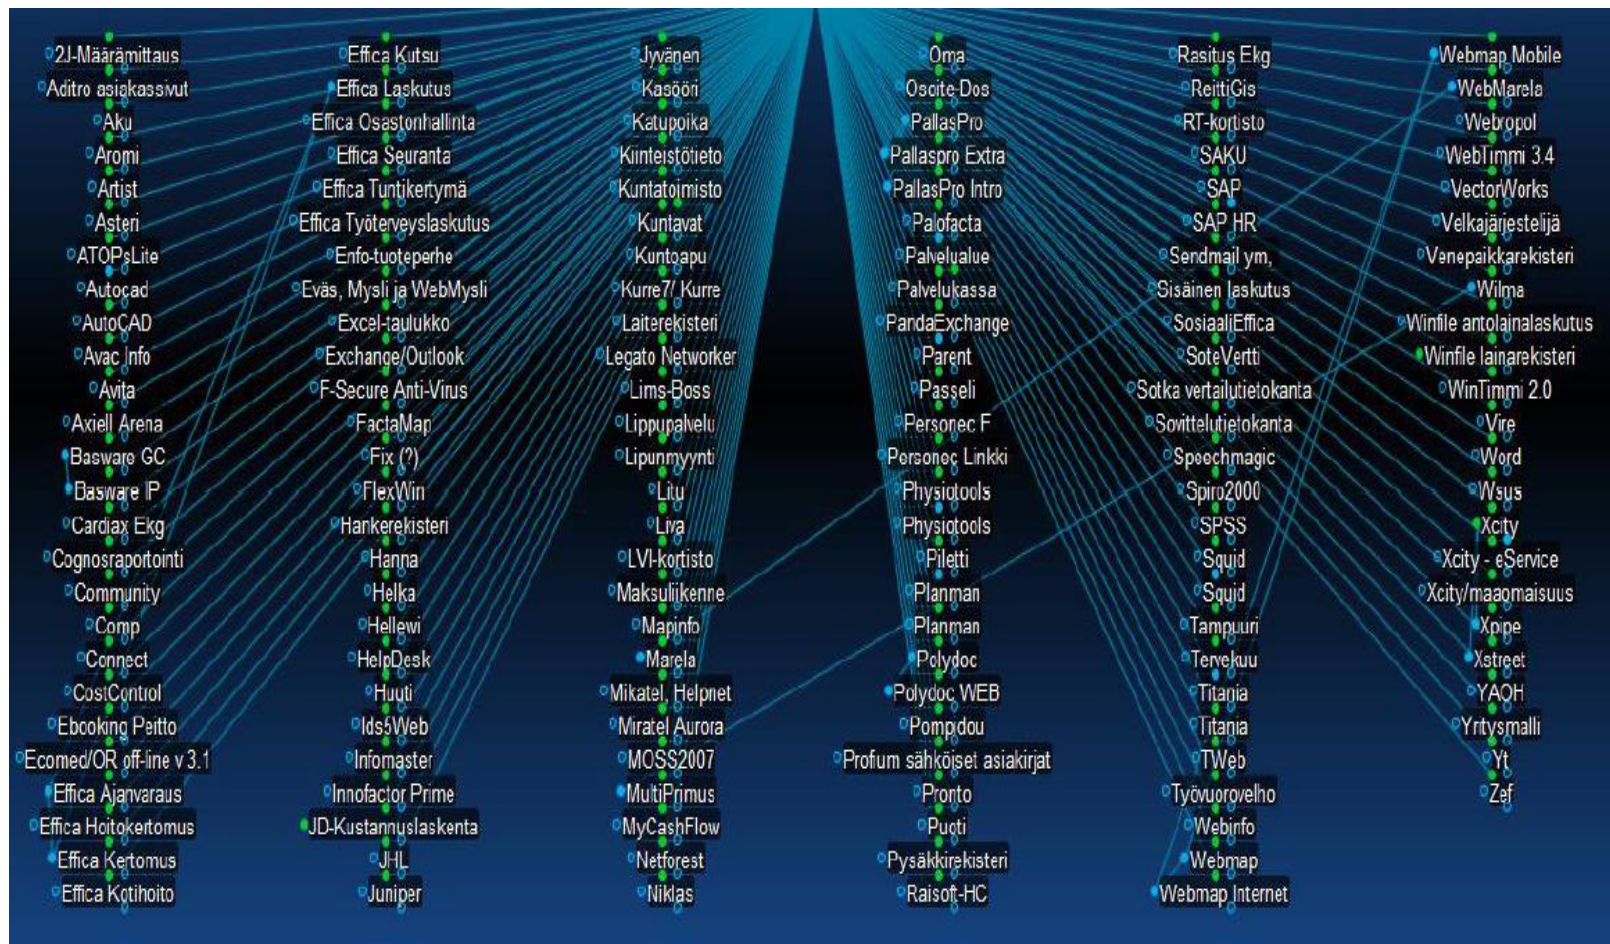 2J-Määrämittaus
Aditro asiakassivut
Aku
Aromi
Artist
Asteri
ATOPsLite
Autocad
AutoCAD
Avac Info
Avita
Axiell Arena
Basware GC
Basware IP
Cardiax Ekg
Cognosraportointi
Community
Comp
Connect
CostControl
Ebooking Peitto
Ecomed/OR off-line v 3.1
Effica Ajanvaraus
Effica Hoitokertomus
Effica Kertomus
Effica Kotihoito
Effica Kutsu
Effica Laskutus
Effica Osastonhallinta
Effica Seuranta
Effica Tuntikertymä
Effica Työterveyslaskutus
Enfo-tuoteperhe
Eväs, Mysli ja WebMysli
Excel-taulukko
Exchange/Outlook
F-Secure Anti-Virus
FactaMap
Fix (?)
FlexWin
Hankerekisteri
Hanna
Helka
Hellewi
HelpDesk
Huuti
Ids5Web
Infomaster
Innofactor Prime
JD-Kustannuslaskenta
JHL
Juniper
Jyvänen
Kasööri
Katupoika
Kiinteistötieto
Kuntatoimisto
Kuntavat
Kuntoapu
Kurre7/ Kurre
Laiterekisteri
Legato Networker
Lims-Boss
Lippupalvelu
Lipunmyynti
Litu
Liva
LVI-kortisto
Maksuliikenne
Mapinfo
Marela
Mikatel, Helpnet
Miratel Aurora
MOSS2007
MultiPrimus
MyCashFlow
Netforest
Niklas
Oma
Osoite-Dos
PallasPro
Pallaspro Extra
PallasPro Intro
Palofacta
Palvelualue
Palvelukassa
PandaExchange
Parent
Passeli
Personec F
Personec Linkki
Physiotools
Physiotools
Piletti
Planman
Planman
Polydoc
Polydoc WEB
Pompidou
Profium sähköiset asiakirjat
Pronto
Puoti
Pysäkkirekisteri
Raisoft-HC
Rasitus Ekg
ReittiGis
RT-kortisto
SAKU
SAP
SAP HR
Sendmail ym,
Sisäinen laskutus
SosiaaliEffica
SoteVertti
Sotka vertailutietokanta
Sovittelutietokanta
Speechmagic
Spiro2000
SPSS
Squid
Squid
Tampuuri
Tervekuu
Titania
Titania
TWeb
Työvuorovelho
Webinfo
Webmap
Webmap Internet
Webmap Mobile
WebMarela
Webropol
WebTimmi 3.4
VectorWorks
Velkajärjestelijä
Venepaikkarekisteri
Wilma
Winfile antolainalaskutus
Winfile lainarekisteri
WinTimmi 2.0
Vire
Word
Wsus
Xcity
Xcity - eService
Xcity/maaomaisuus
Xpipe
Xstreet
YAOH
Yritysmalli
Yt
Zef